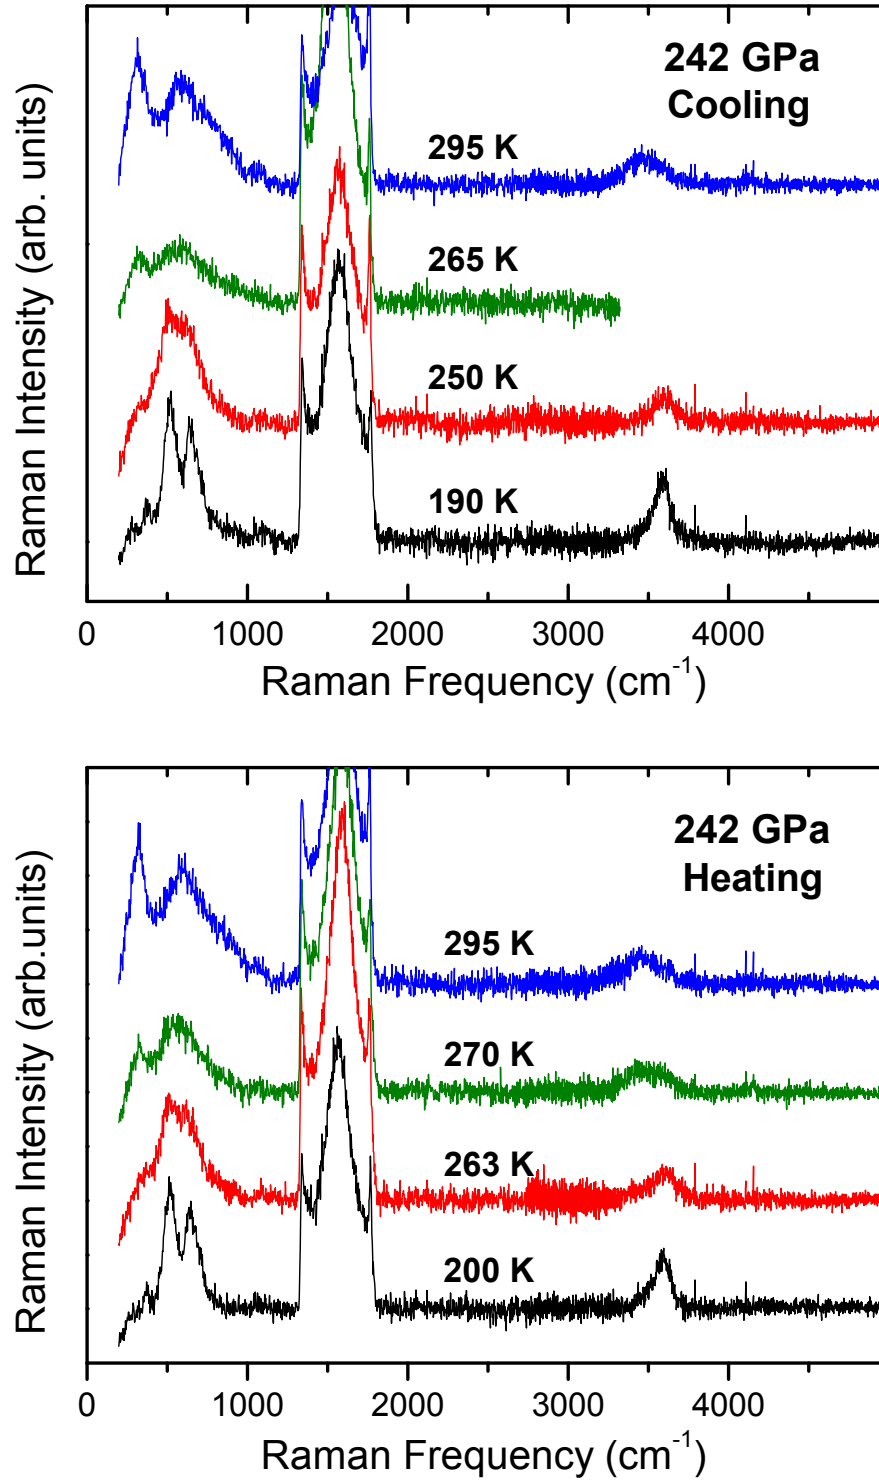 242 GPa
Cooling
295 K
265 K
250 K
190 K
Raman Intensity (arb. units)
0 1000 2000 3000 4000
Raman Frequency (cm⁻¹)
242 GPa
Heating
295 K
270 K
263 K
200 K
Raman Intensity (arb.units)
0 1000 2000 3000 4000
Raman Frequency (cm⁻¹)